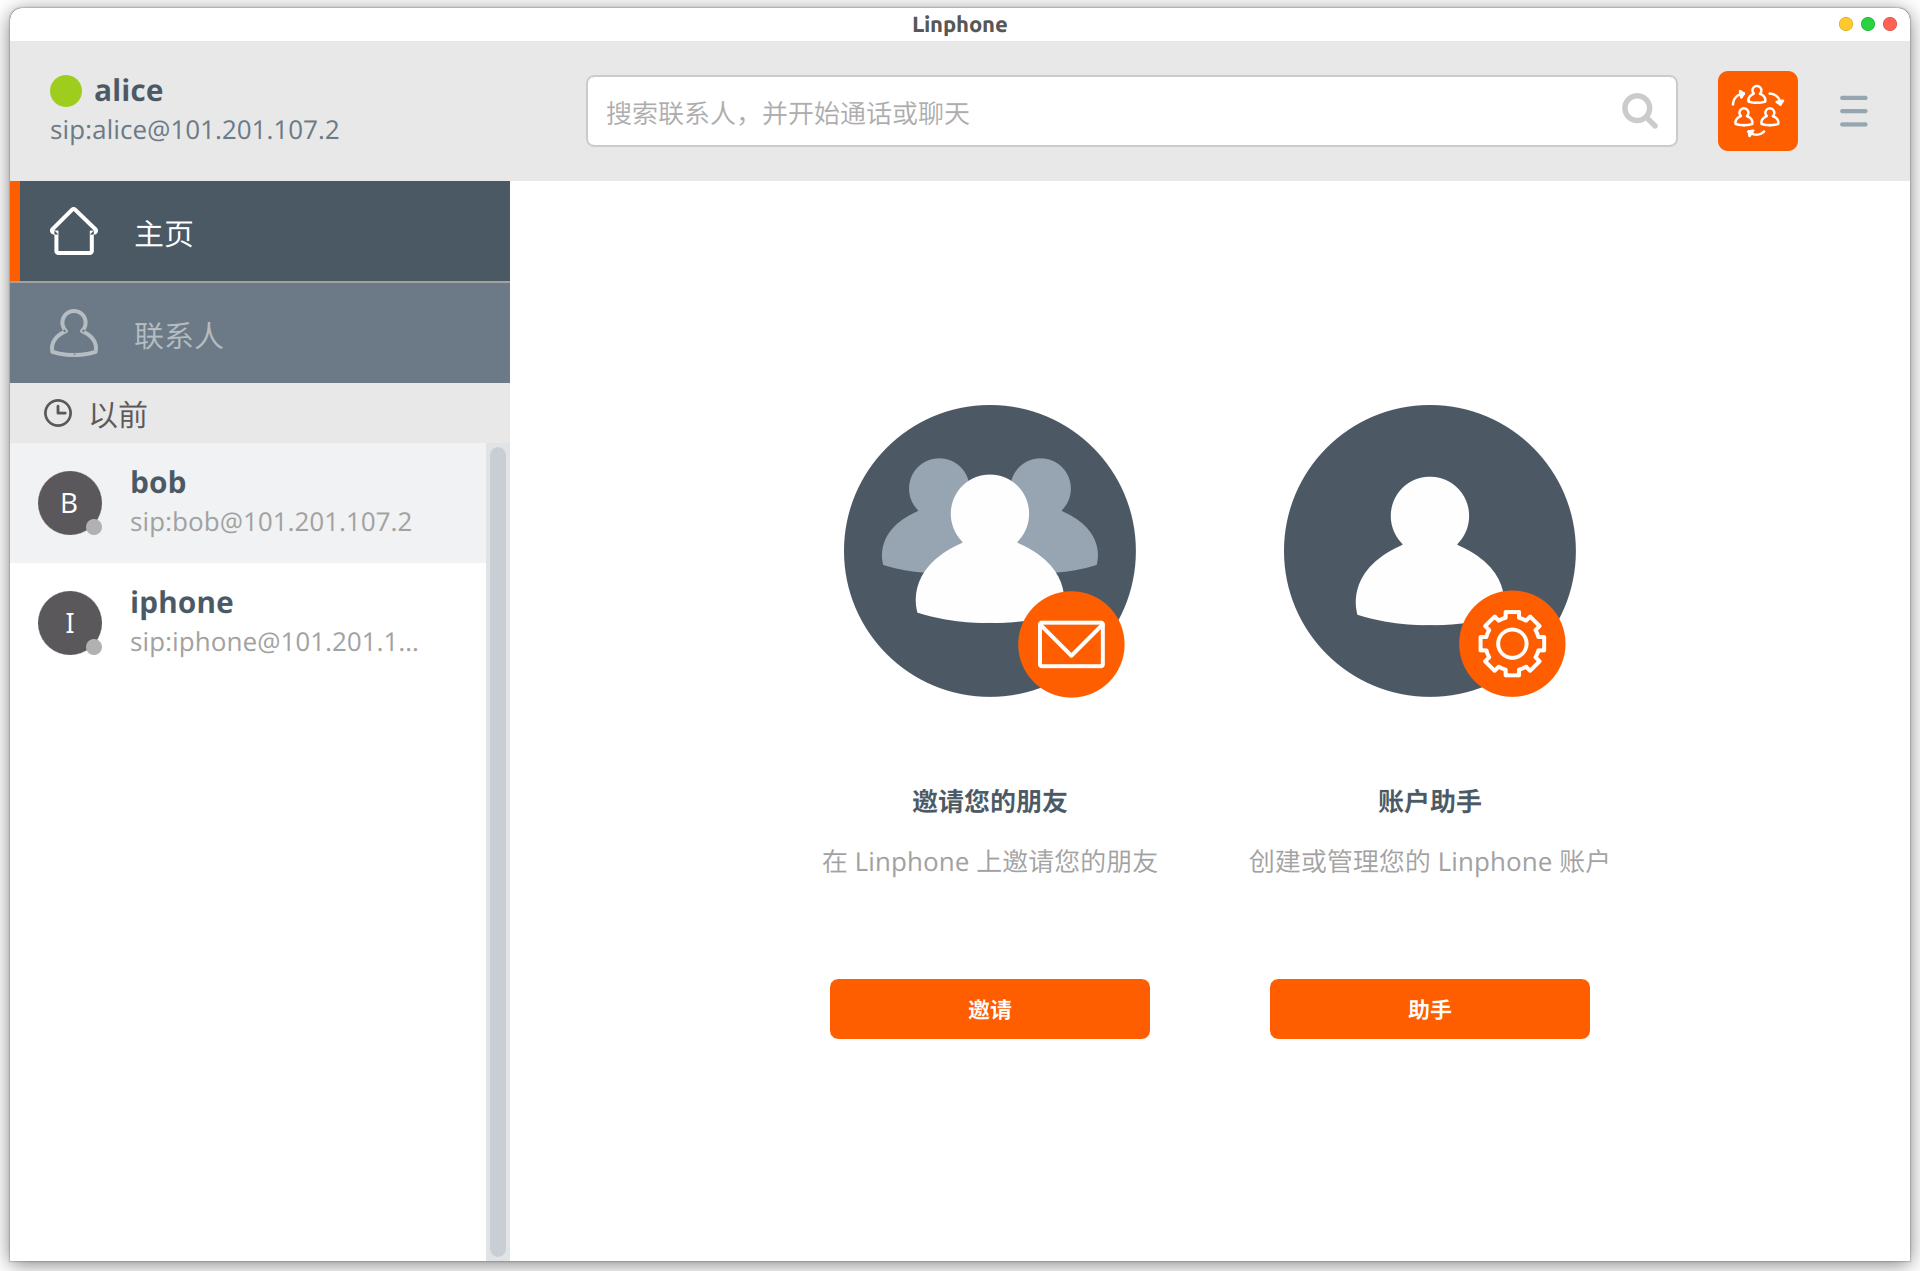 Linphone
alice
sip:alice@101.201.107.2
搜索联系人，并开始通话或聊天
主页
联系人
以前
B
bob
sip:bob@101.201.107.2
I
iphone
sip:iphone@101.201.1...
邀请您的朋友
在 Linphone 上邀请您的朋友
邀请
账户助手
创建或管理您的 Linphone 账户
助手